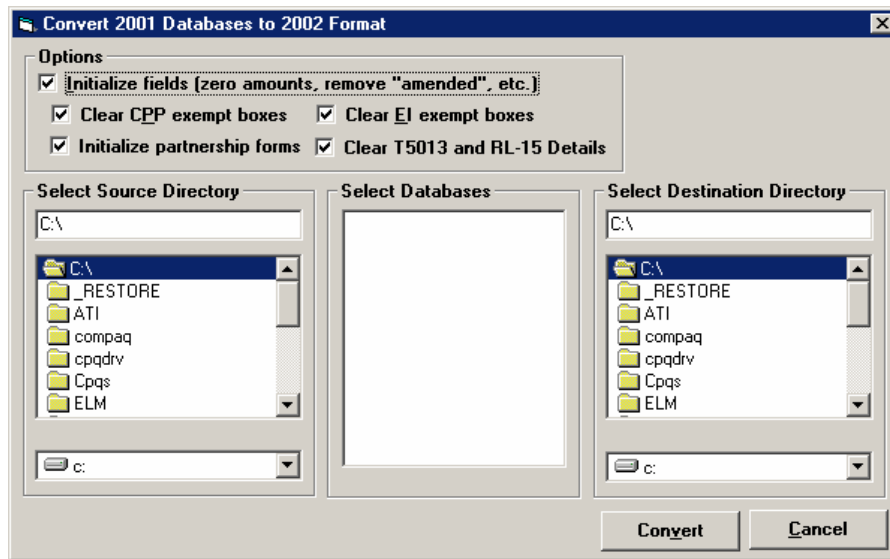 Convert 2001 Databases to 2002 Format
Options
Initialize fields (zero amounts, remove "amended", etc.)
Clear CPP exempt boxes Clear EI exempt boxes
Initialize partnership forms Clear T5013 and RL-15 Details
Select Source Directory
C:\
C:\
_RESTORE
ATI
compaq
cpqdrv
Cpqs
ELM
c:
Select Databases
Select Destination Directory
C:\
C:\
_RESTORE
ATI
compaq
cpqdrv
Cpqs
ELM
c:
Convert Cancel